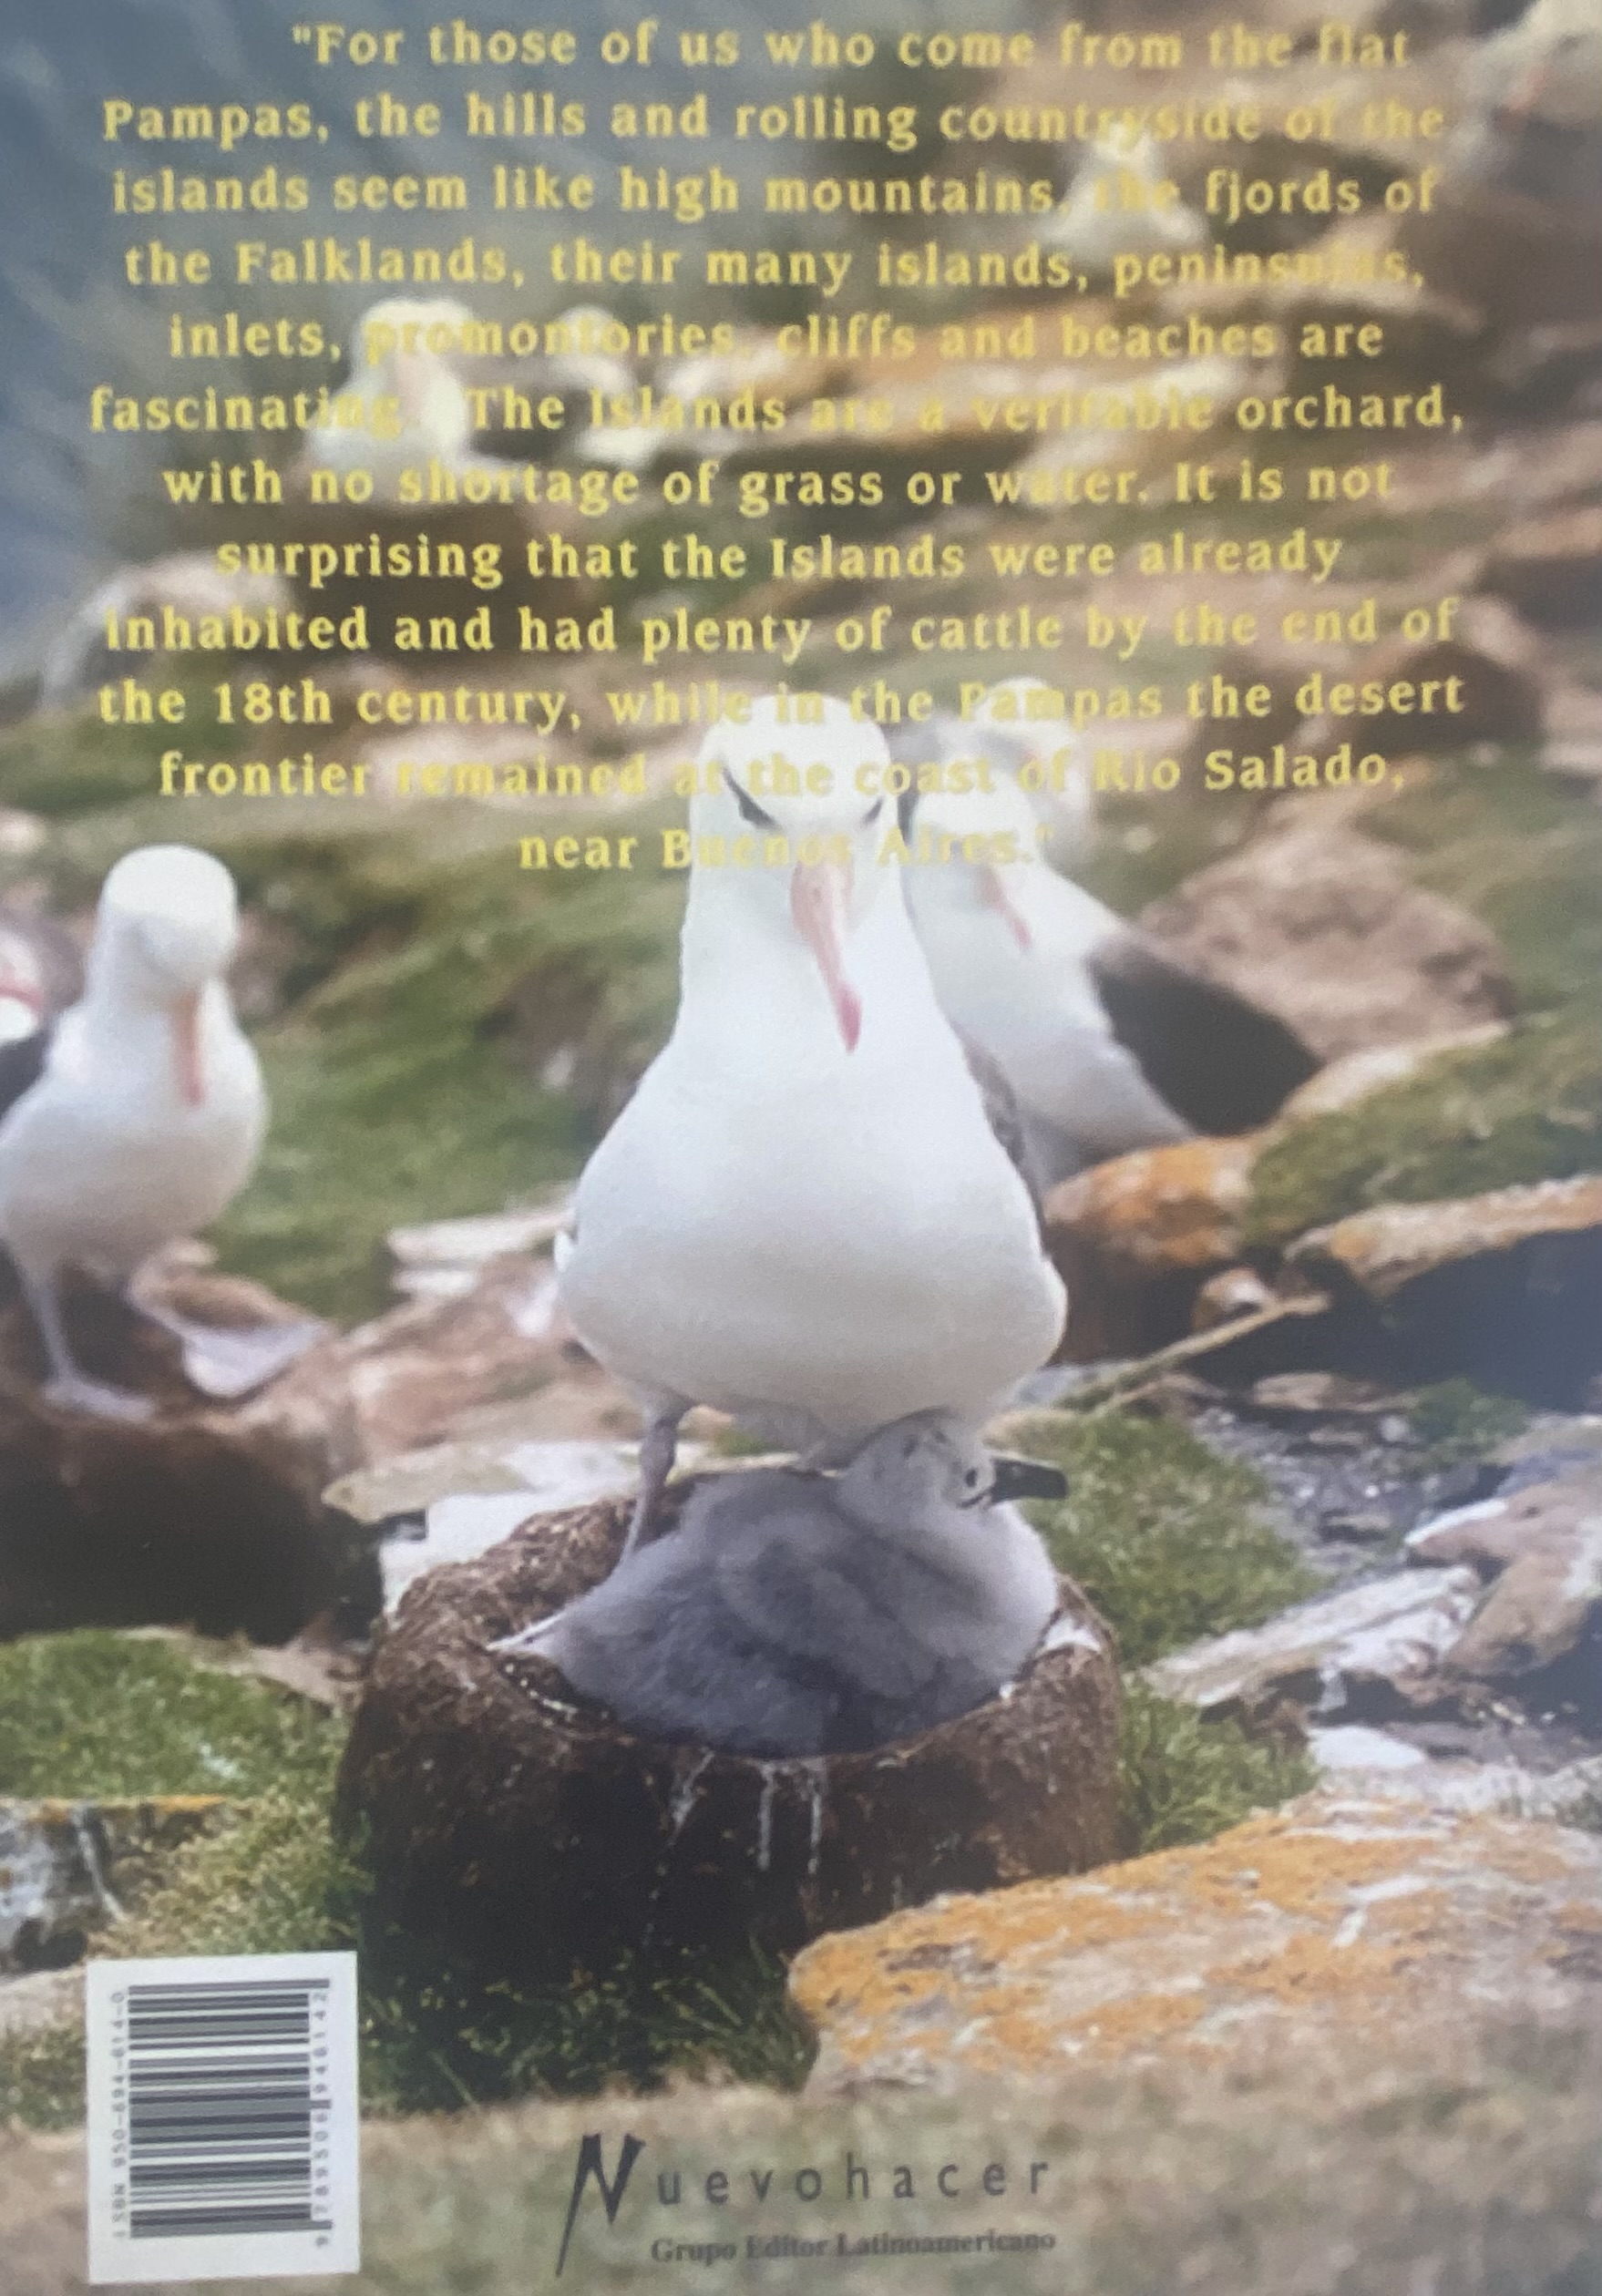 "For those of us who come from the flat
Pampas, the hills and rolling countryside of the
islands seem like high mountains, the fjords of
the Falklands, their many islands, peninsulas,
inlets, promontories, cliffs and beaches are
fascinating. The Islands are a veritable orchard,
with no shortage of grass or water. It is not
surprising that the Islands were already
inhabited and had plenty of cattle by the end of
the 18th century, while in the Pampas the desert
frontier remained at the coast of Rio Salado,
near Buenos Aires."
ISBN 950-694-614-0
9 789506 946142
Nuevohacer
Grupo Editor Latinoamericano